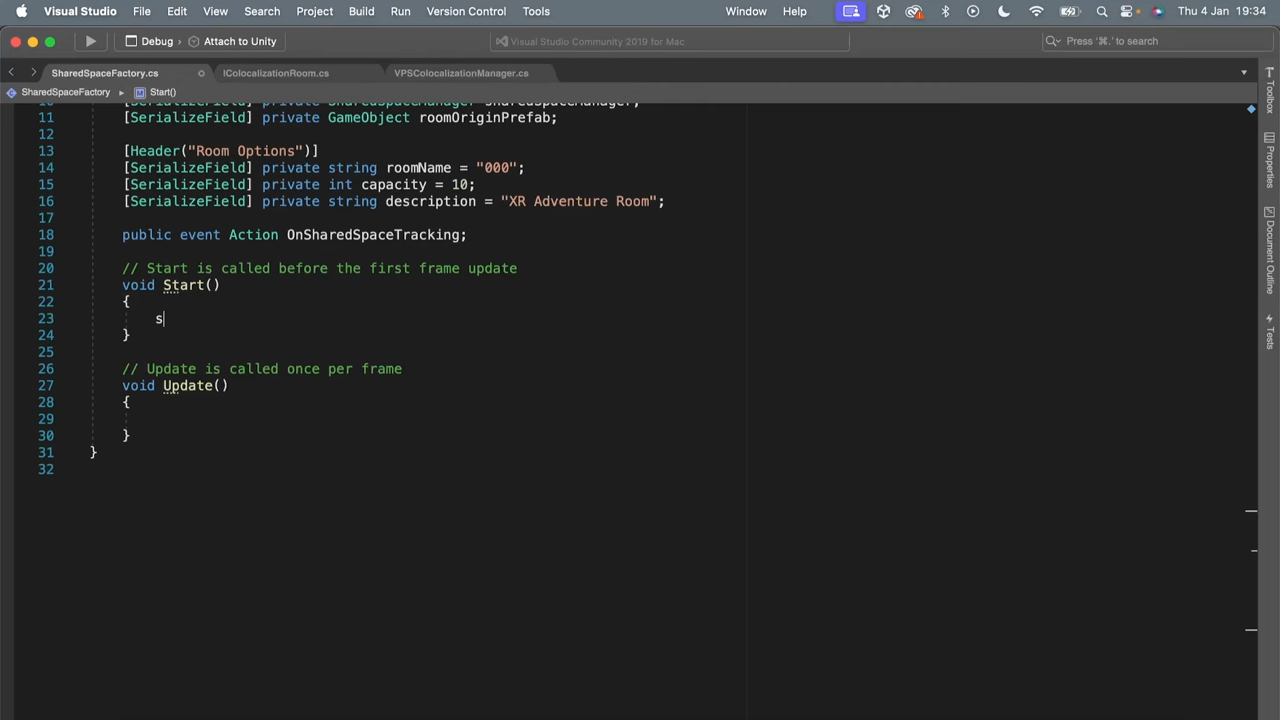 Visual Studio File Edit View Search Project Build Run Version Control Tools Window Help Thu 4 Jan 19:34
Debug > Attach to Unity Visual Studio Community 2019 for Mac Press '⌘.' to search
SharedSpaceFactory.cs IColocalizationRoom.cs VPSColocalizationManager.cs
SharedSpaceFactory Start()
11 [SerializeField] private GameObject roomOriginPrefab;
12
13 [Header("Room Options")]
14 [SerializeField] private string roomName = "000";
15 [SerializeField] private int capacity = 10;
16 [SerializeField] private string description = "XR Adventure Room";
17
18 public event Action OnSharedSpaceTracking;
19
20 // Start is called before the first frame update
21 void Start()
22 {
23 s
24 }
25
26 // Update is called once per frame
27 void Update()
28 {
29
30 }
31 }
32
Toolbox
Properties
Document Outline
Tests